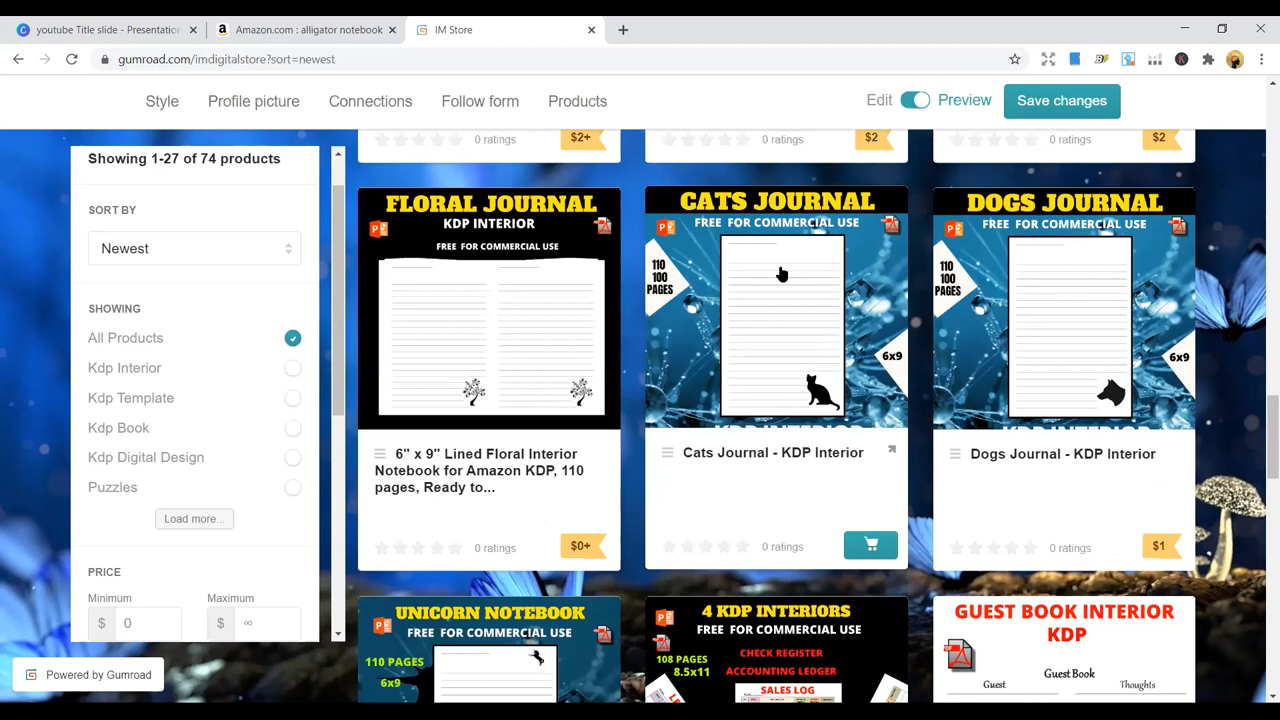 youtube Title slide - Presentation
Amazon.com : alligator notebook
IM Store
gumroad.com/imdigitalstore?sort=newest
Style
Profile picture
Connections
Follow form
Products
Edit
Preview
Save changes
Showing 1-27 of 74 products
SORT BY
Newest
SHOWING
All Products
Kdp Interior
Kdp Template
Kdp Book
Kdp Digital Design
Puzzles
Load more...
PRICE
Minimum
Maximum
$ 0
$ ∞
Powered by Gumroad
0 ratings
$2+
0 ratings
$2
0 ratings
$2
FLORAL JOURNAL
KDP INTERIOR
FREE FOR COMMERCIAL USE
6" x 9" Lined Floral Interior
Notebook for Amazon KDP, 110
pages, Ready to...
0 ratings
$0+
CATS JOURNAL
FREE FOR COMMERCIAL USE
110
100
PAGES
6x9
KDP INTERIOR
Cats Journal - KDP Interior
0 ratings
DOGS JOURNAL
FREE FOR COMMERCIAL USE
110
100
PAGES
6x9
KDP INTERIOR
Dogs Journal - KDP Interior
0 ratings
$1
UNICORN NOTEBOOK
FREE FOR COMMERCIAL USE
110 PAGES
6x9
4 KDP INTERIORS
FREE FOR COMMERCIAL USE
108 PAGES
8.5x11
CHECK REGISTER
ACCOUNTING LEDGER
SALES LOG
GUEST BOOK INTERIOR
KDP
Guest Book
Guest
Thoughts